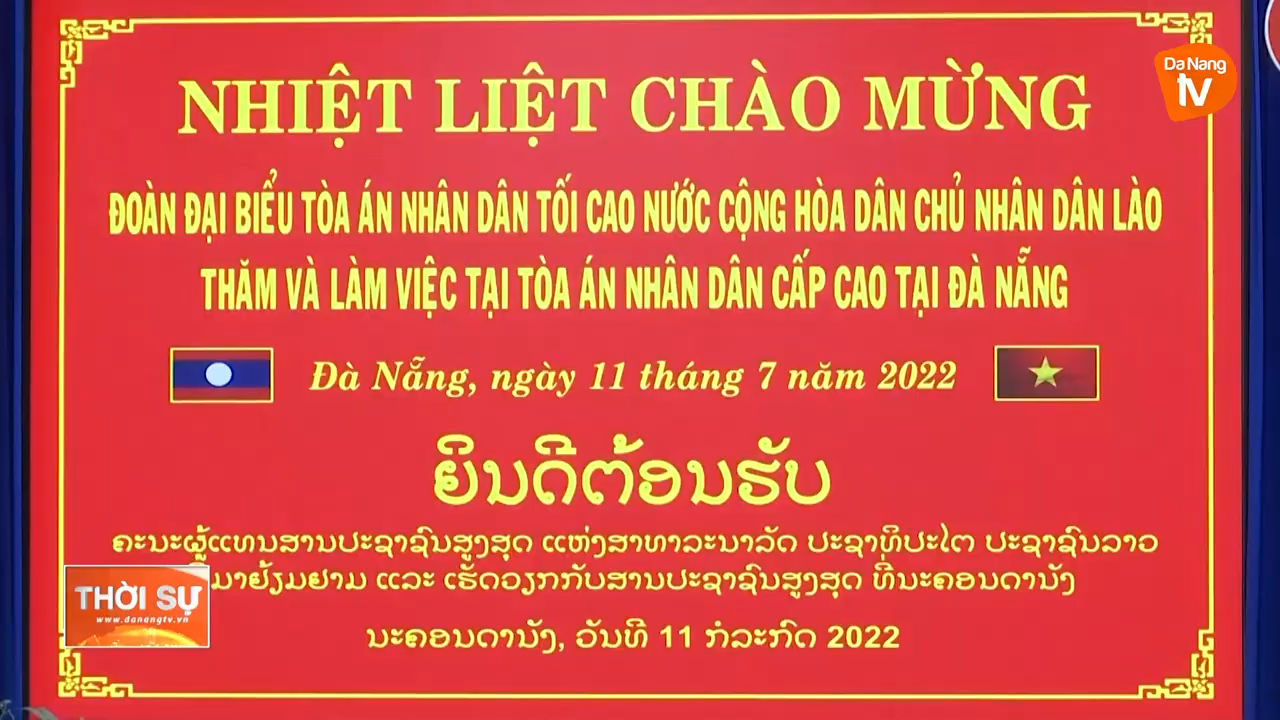 Da Nang
tv
NHIỆT LIỆT CHÀO MỪNG
ĐOÀN ĐẠI BIỂU TÒA ÁN NHÂN DÂN TỐI CAO NƯỚC CỘNG HÒA DÂN CHỦ NHÂN DÂN LÀO
THĂM VÀ LÀM VIỆC TẠI TÒA ÁN NHÂN DÂN CẤP CAO TẠI ĐÀ NẴNG
Đà Nẵng, ngày 11 tháng 7 năm 2022
ຍິນດີຕ້ອນຮັບ
ຄະນະຜູ້ແທນສານປະຊາຊົນສູງສຸດ ແຫ່ງສາທາລະນາລັດ ປະຊາທິປະໄຕ ປະຊາຊົນລາວ
ມາຢ້ຽມຢາມ ແລະ ເຮັດວຽກກັບສານປະຊາຊົນສູງສຸດ ທີ່ນະຄອນດານັງ
ນະຄອນດານັງ, ວັນທີ 11 ກໍລະກົດ 2022
THỜI SỰ
www.danangtv.vn